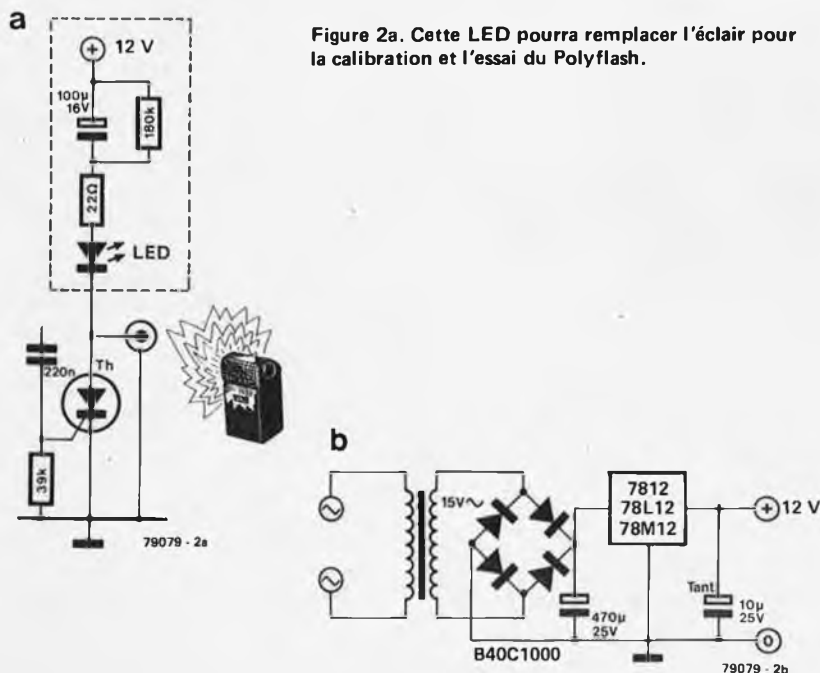 a
Figure 2a. Cette LED pourra remplacer l'éclair pour
la calibration et l'essai du Polyflash.
+ 12 V
100µ
16V
180k
22Ω
LED
220n
Th
39k
79079 - 2a
b
15V~
7812
78L12
78M12
+ 12 V
470µ
25V
Tant
10µ
25V
B40C1000
0
79079 - 2b